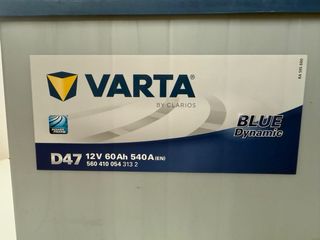 VARTA
BY CLARIOS
BLUE
Dynamic
D47 12V 60Ah 540A (EN)
560 410 054 313 2